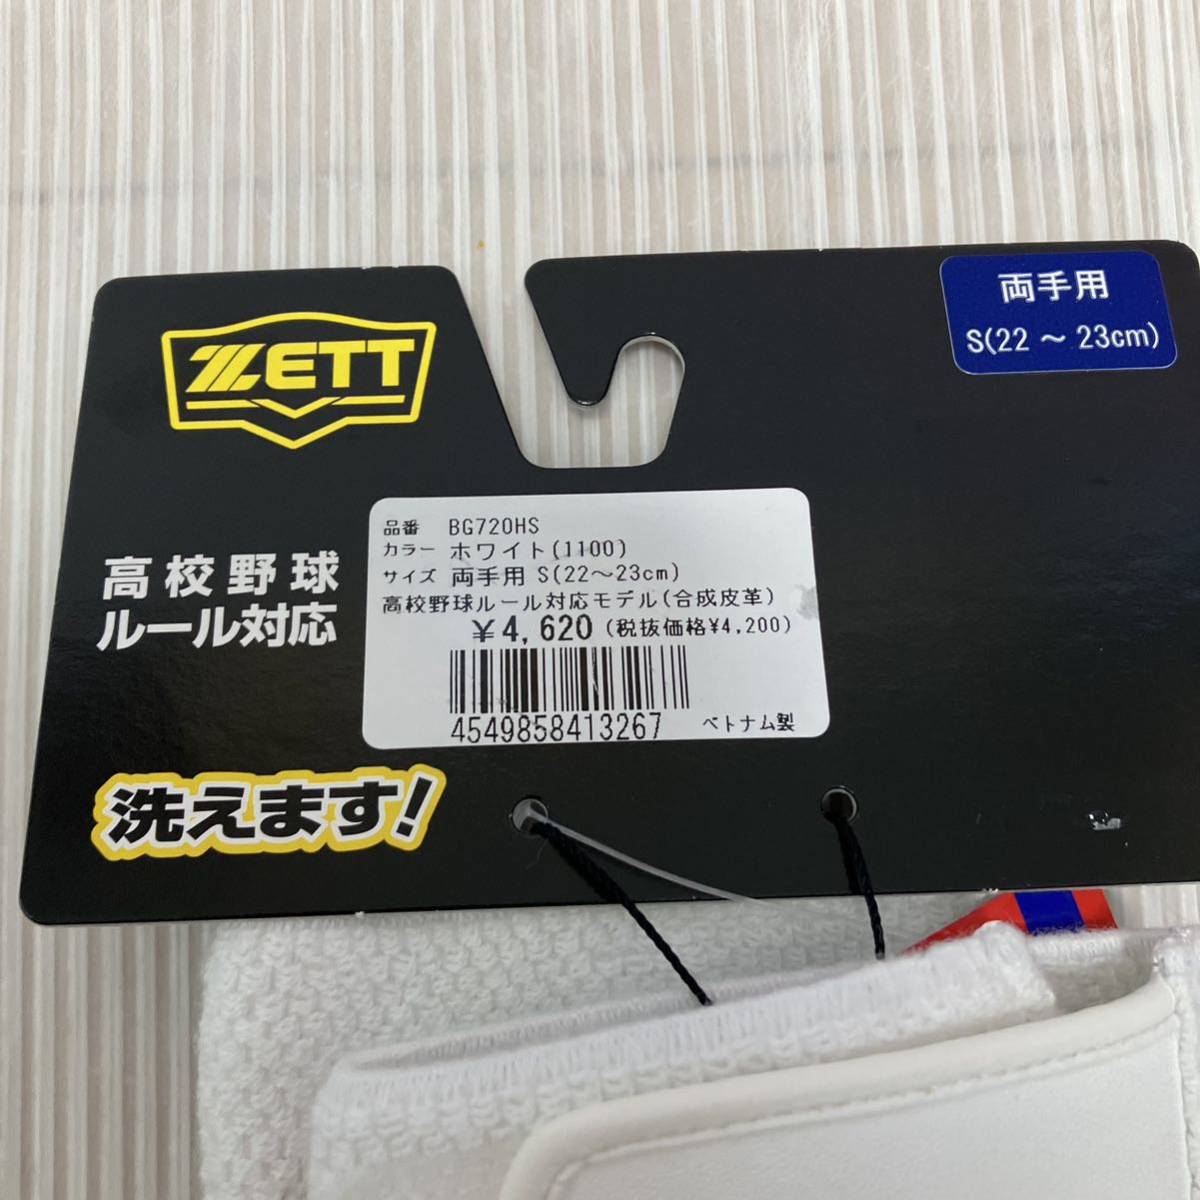 ZETT
両手用
S(22 ～ 23cm)
高校野球
ルール対応
品番 BG720HS
カラー ホワイト(1100)
サイズ 両手用 S(22～23cm)
高校野球ルール対応モデル(合成皮革)
￥4,620 (税抜価格¥4,200)
4549858413267
ベトナム製
洗えます!